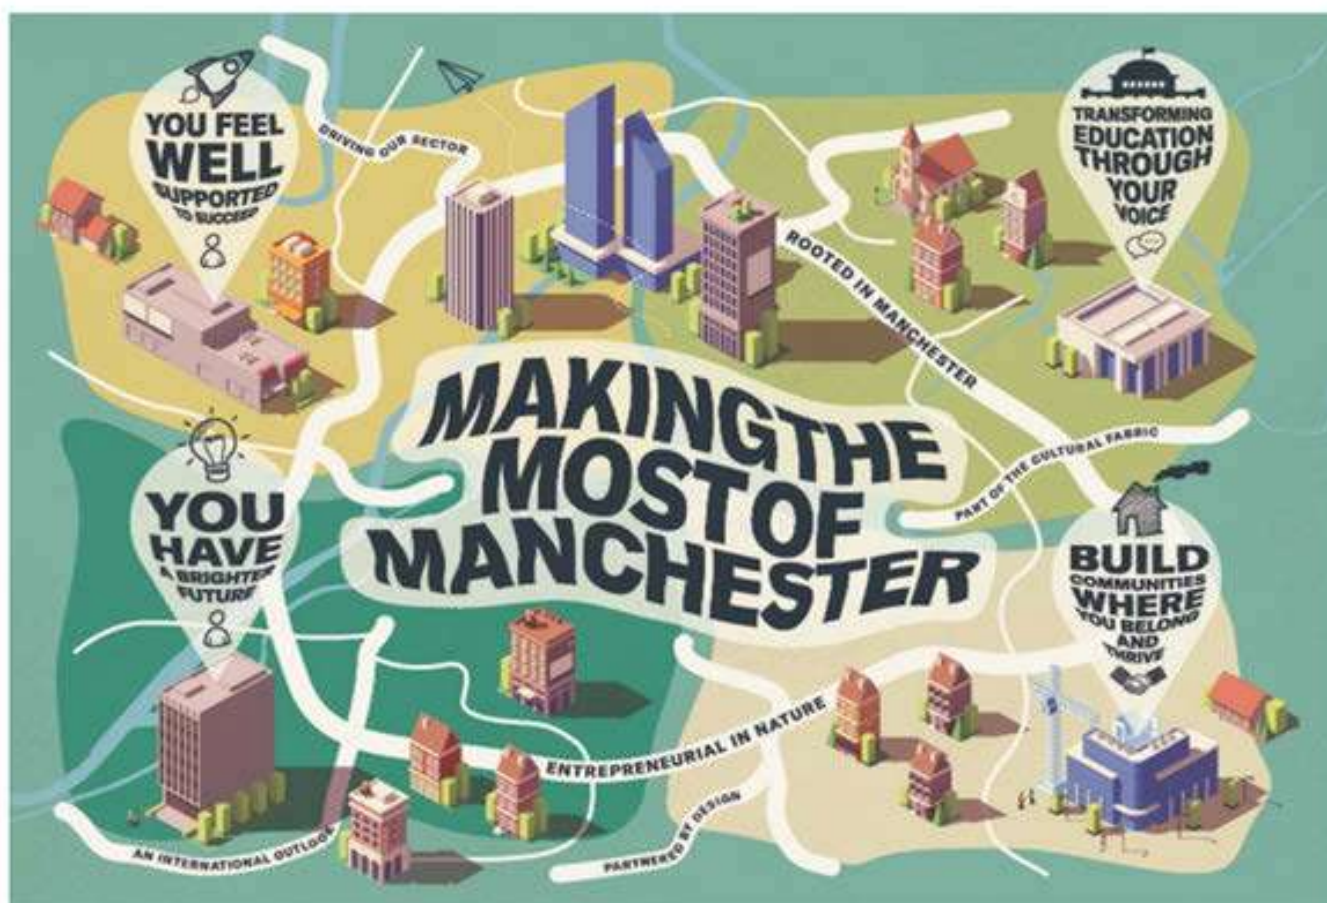 YOU FEEL
WELL
SUPPORTED
TO SUCCEED
DRIVING OUR SECTOR
TRANSFORMING
EDUCATION
THROUGH
YOUR
VOICE
ROOTED IN MANCHESTER
MAKING THE
MOST OF
MANCHESTER
PART OF THE CULTURAL FABRIC
YOU
HAVE
A BRIGHTER
FUTURE
BUILD
COMMUNITIES
WHERE
YOU BELONG
AND
THRIVE
ENTREPRENEURIAL IN NATURE
PARTNERED BY DESIGN
AN INTERNATIONAL OUTLOOK